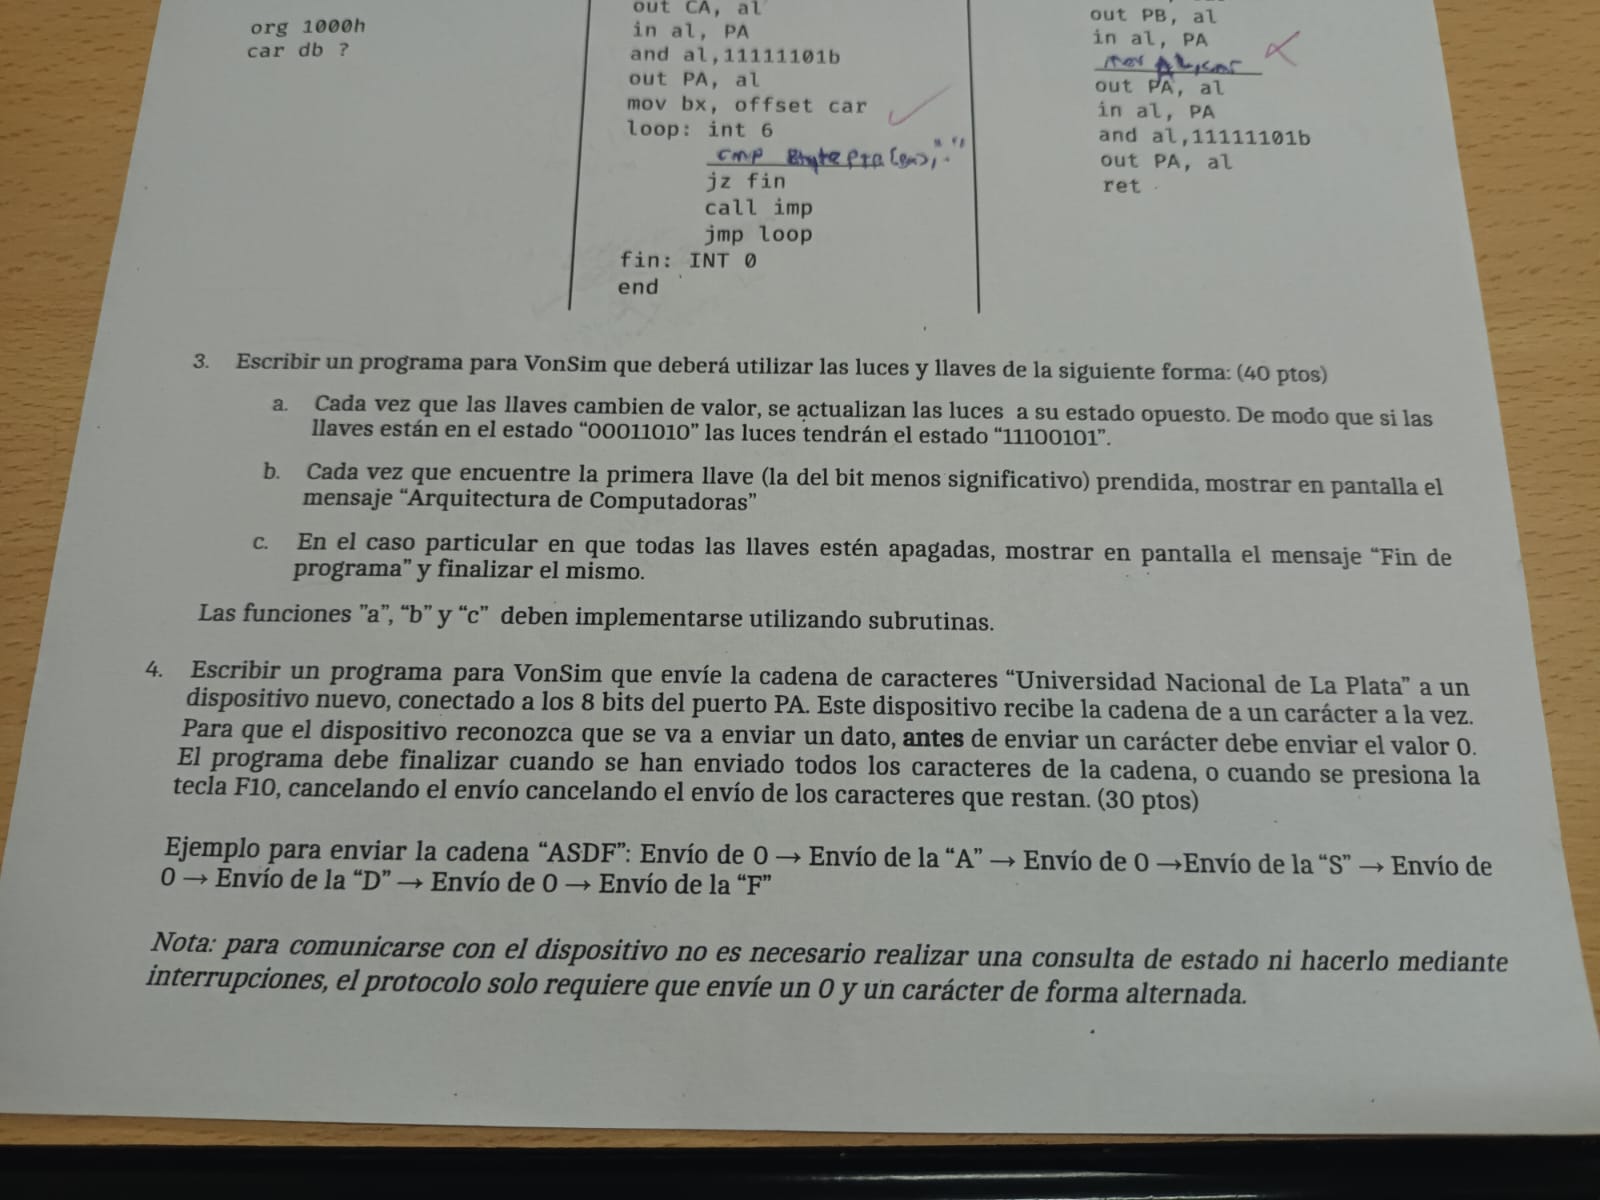 org 1000h
car db ?
out CA, al
in al, PA
and al,11111101b
out PA, al
mov bx, offset car
loop: int 6
cmp Byte PTR [BX], "."
jz fin
call imp
jmp loop
fin: INT 0
end
out PB, al
in al, PA
mov AL, car
out PA, al
in al, PA
and al,11111101b
out PA, al
ret
3. Escribir un programa para VonSim que deberá utilizar las luces y llaves de la siguiente forma: (40 ptos)
a. Cada vez que las llaves cambien de valor, se actualizan las luces a su estado opuesto. De modo que si las
llaves están en el estado “00011010” las luces tendrán el estado “11100101”.
b. Cada vez que encuentre la primera llave (la del bit menos significativo) prendida, mostrar en pantalla el
mensaje “Arquitectura de Computadoras”
c. En el caso particular en que todas las llaves estén apagadas, mostrar en pantalla el mensaje “Fin de
programa” y finalizar el mismo.
Las funciones ”a”, “b” y “c” deben implementarse utilizando subrutinas.
4. Escribir un programa para VonSim que envíe la cadena de caracteres “Universidad Nacional de La Plata” a un
dispositivo nuevo, conectado a los 8 bits del puerto PA. Este dispositivo recibe la cadena de a un carácter a la vez.
Para que el dispositivo reconozca que se va a enviar un dato, antes de enviar un carácter debe enviar el valor 0.
El programa debe finalizar cuando se han enviado todos los caracteres de la cadena, o cuando se presiona la
tecla F10, cancelando el envío cancelando el envío de los caracteres que restan. (30 ptos)
Ejemplo para enviar la cadena “ASDF”: Envío de 0 → Envío de la “A” → Envío de 0 →Envío de la “S” → Envío de
0 → Envío de la “D” → Envío de 0 → Envío de la “F”
Nota: para comunicarse con el dispositivo no es necesario realizar una consulta de estado ni hacerlo mediante
interrupciones, el protocolo solo requiere que envíe un 0 y un carácter de forma alternada.